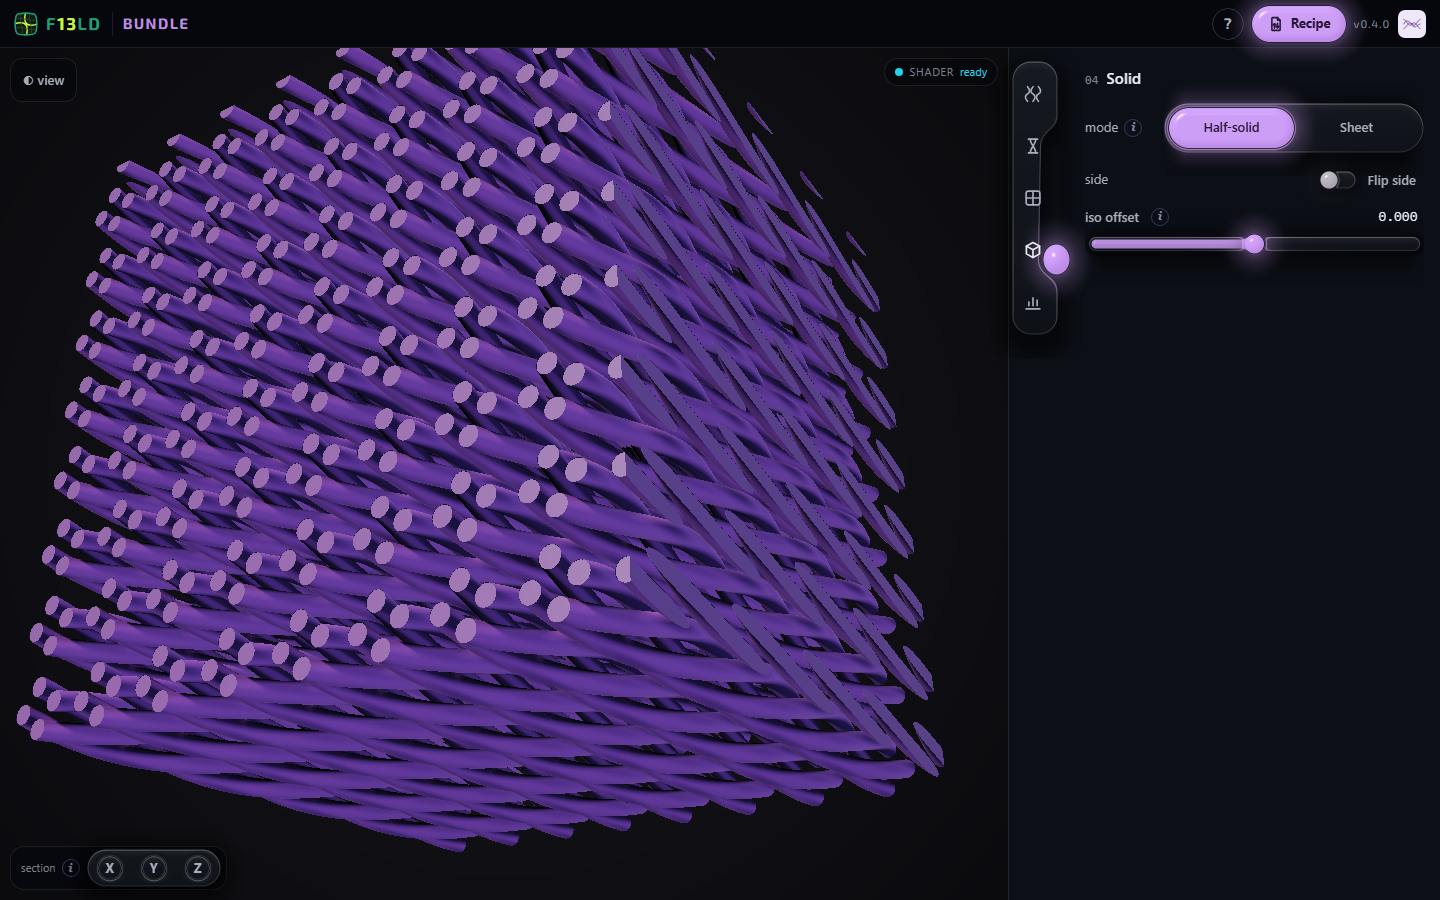 F13LD BUNDLE
? Recipe v0.4.0
view
SHADER ready
04 Solid
mode i Half-solid Sheet
side Flip side
iso offset i 0.000
section i X Y Z